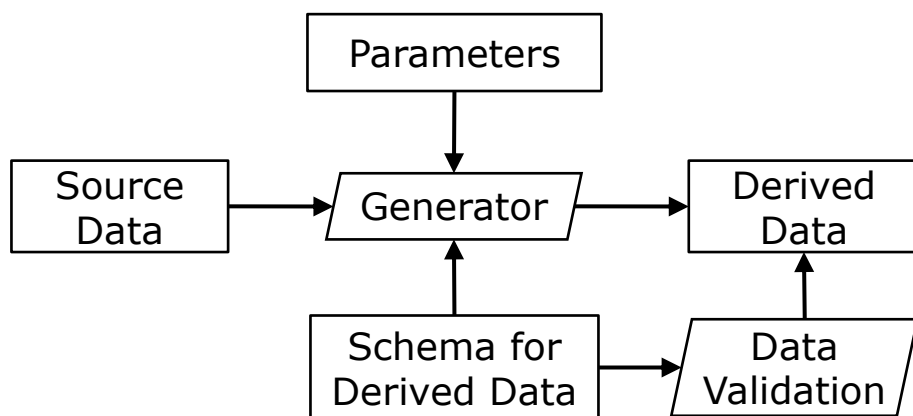 Parameters
Source
Data
Generator
Derived
Data
Schema for
Derived Data
Data
Validation